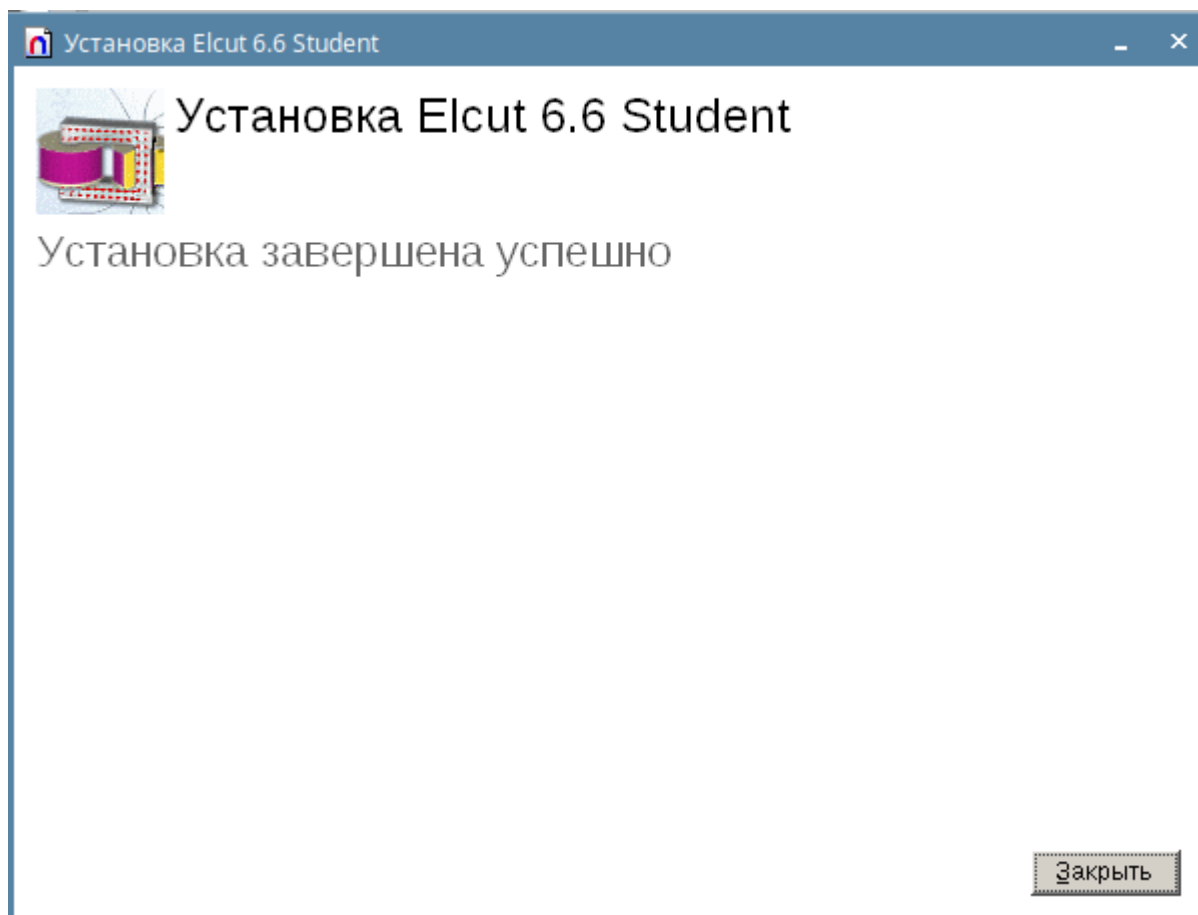 Установка Elcut 6.6 Student
Установка Elcut 6.6 Student
Установка завершена успешно
Закрыть